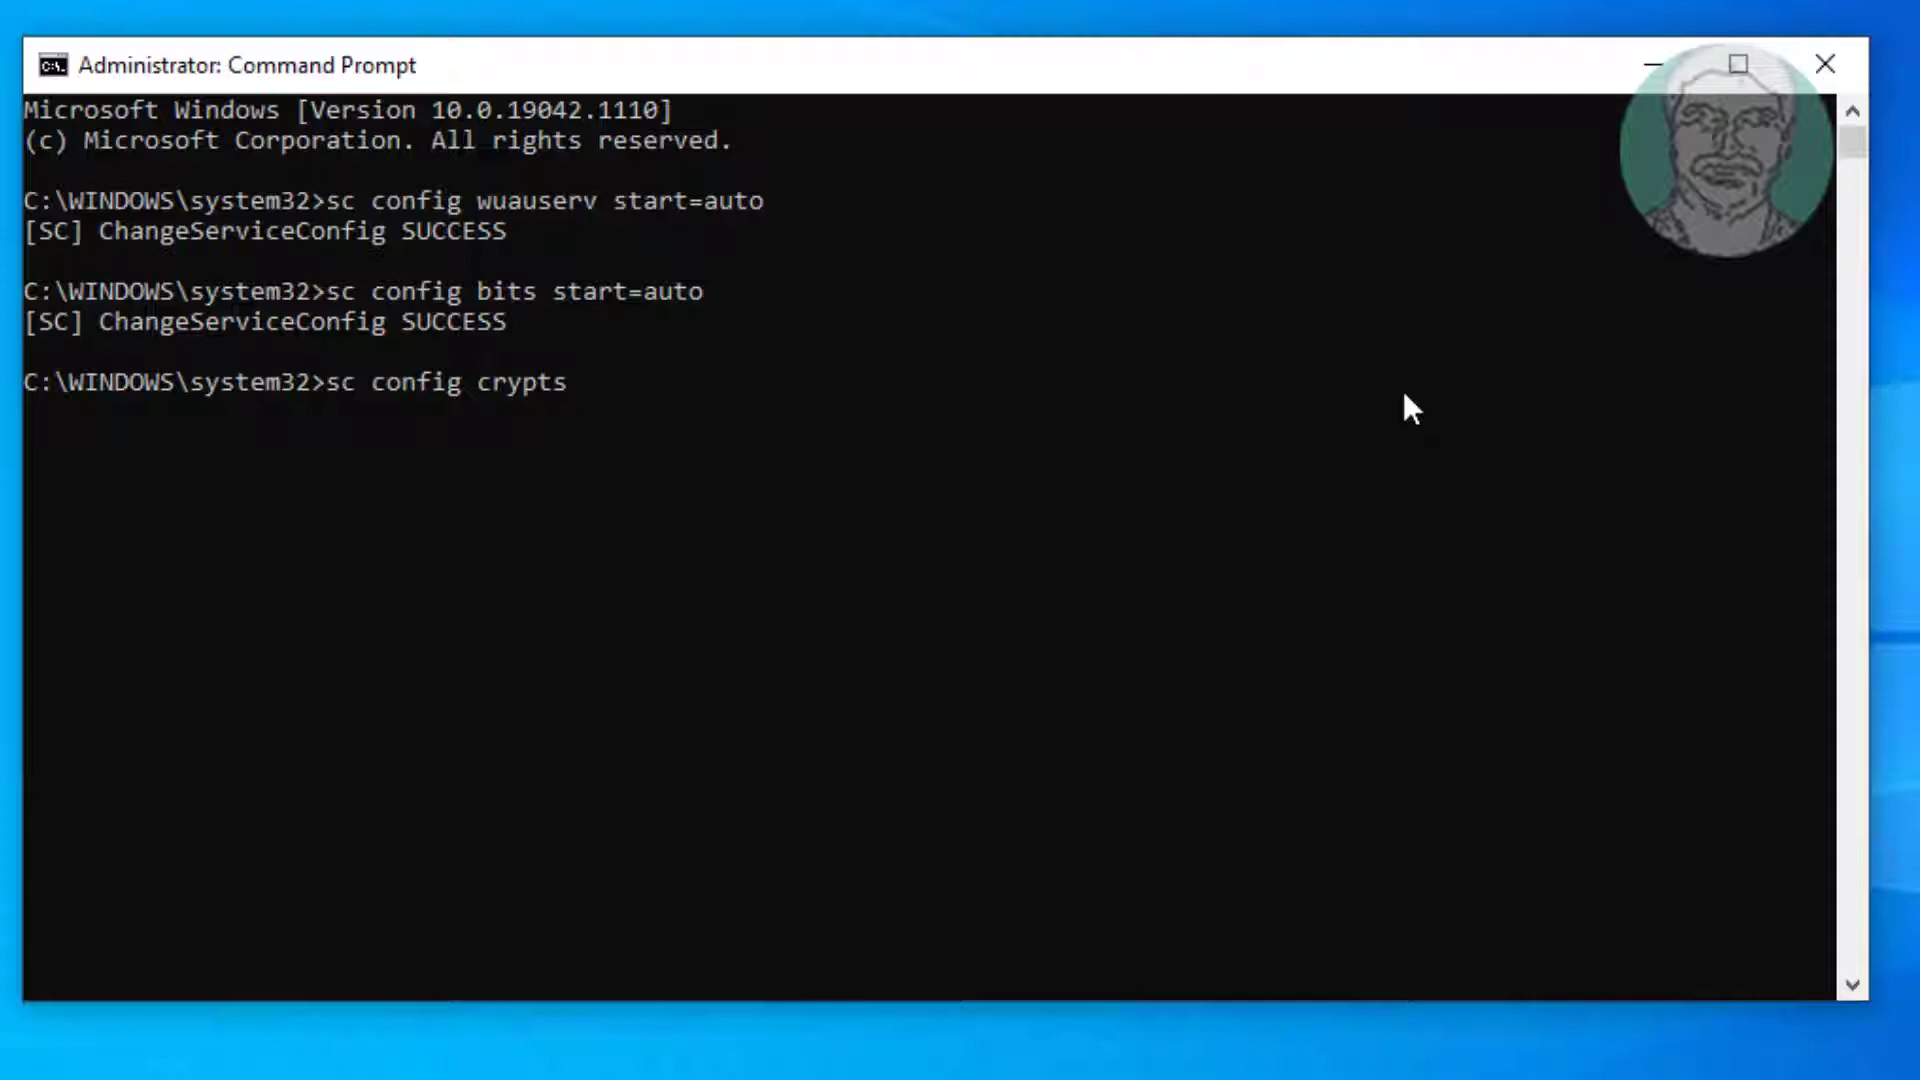 Administrator: Command Prompt
Microsoft Windows [Version 10.0.19042.1110]
(c) Microsoft Corporation. All rights reserved.
C:\WINDOWS\system32>sc config wuauserv start=auto
[SC] ChangeServiceConfig SUCCESS
C:\WINDOWS\system32>sc config bits start=auto
[SC] ChangeServiceConfig SUCCESS
C:\WINDOWS\system32>sc config crypts